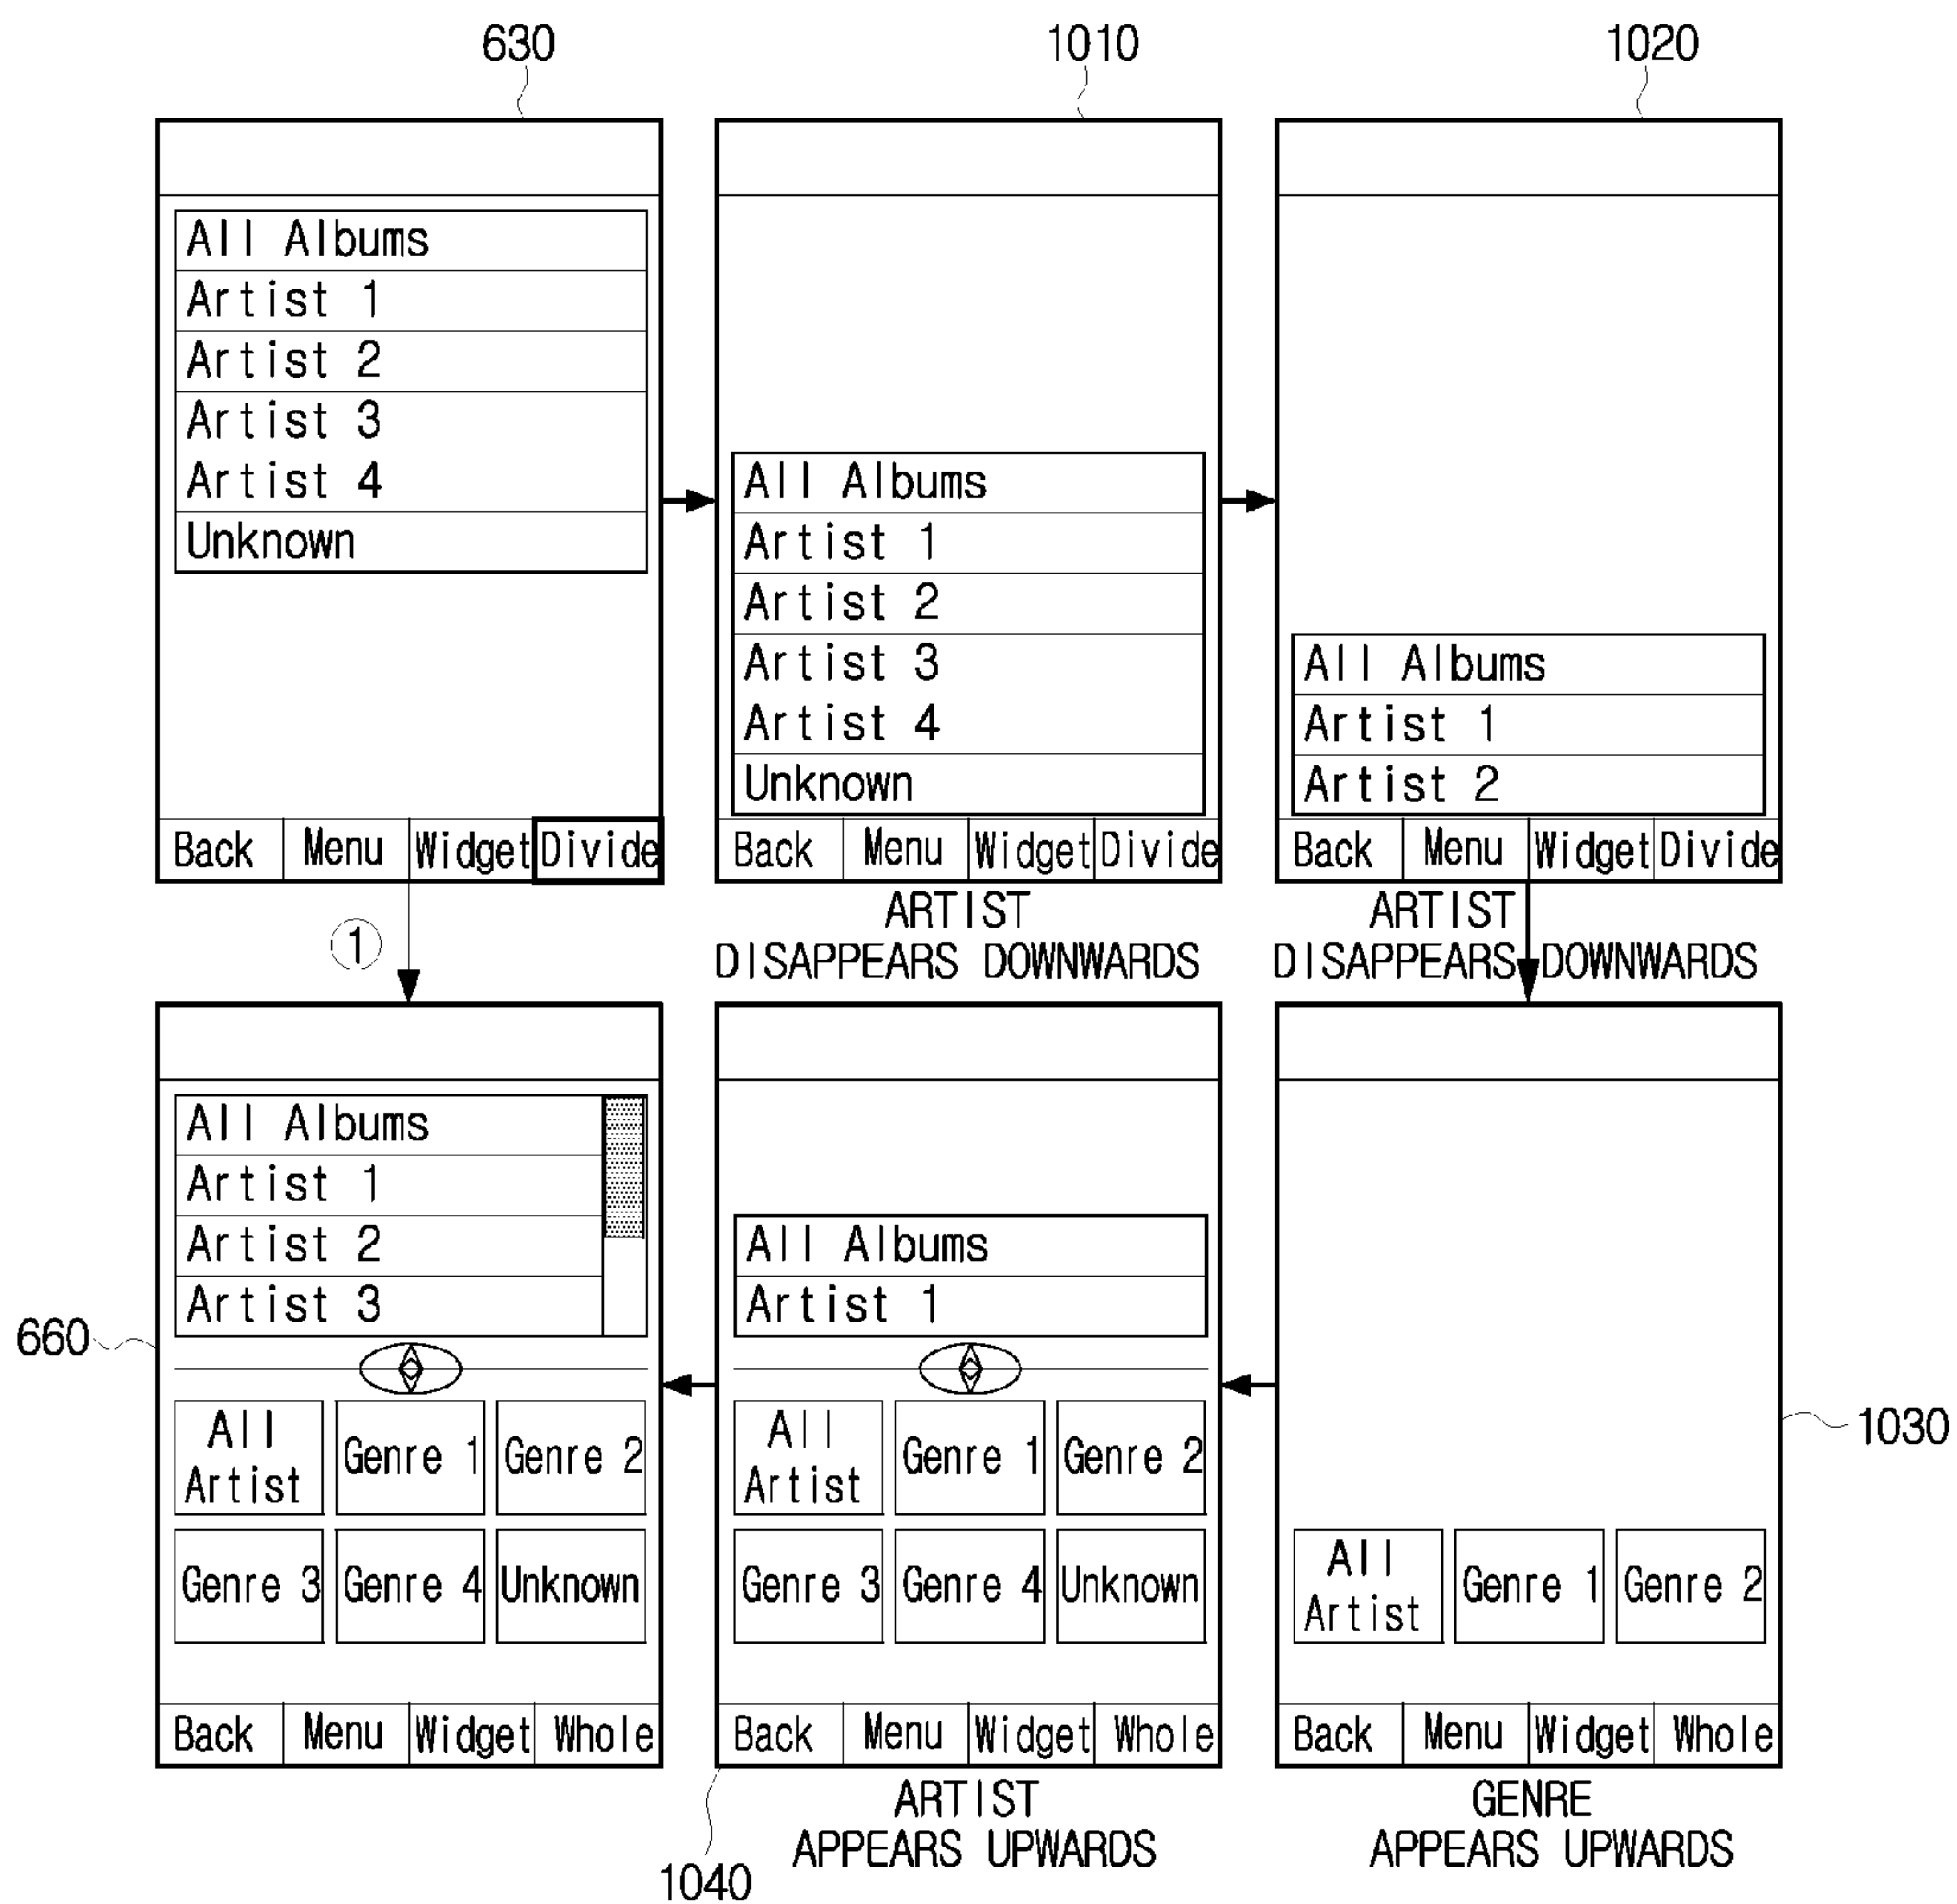 630
1010
1020
All Albums
Artist 1
Artist 2
Artist 3
Artist 4
Unknown
Back Menu Widget Divide
All Albums
Artist 1
Artist 2
Artist 3
Artist 4
Unknown
Back Menu Widget Divide
ARTIST
DISAPPEARS DOWNWARDS
All Albums
Artist 1
Artist 2
Back Menu Widget Divide
ARTIST
DISAPPEARS DOWNWARDS
1
660
All Albums
Artist 1
Artist 2
Artist 3
All
Artist
Genre 1
Genre 2
Genre 3
Genre 4
Unknown
Back Menu Widget Whole
All Albums
Artist 1
All
Artist
Genre 1
Genre 2
Genre 3
Genre 4
Unknown
Back Menu Widget Whole
ARTIST
APPEARS UPWARDS
1040
All
Artist
Genre 1
Genre 2
Back Menu Widget Whole
GENRE
APPEARS UPWARDS
1030